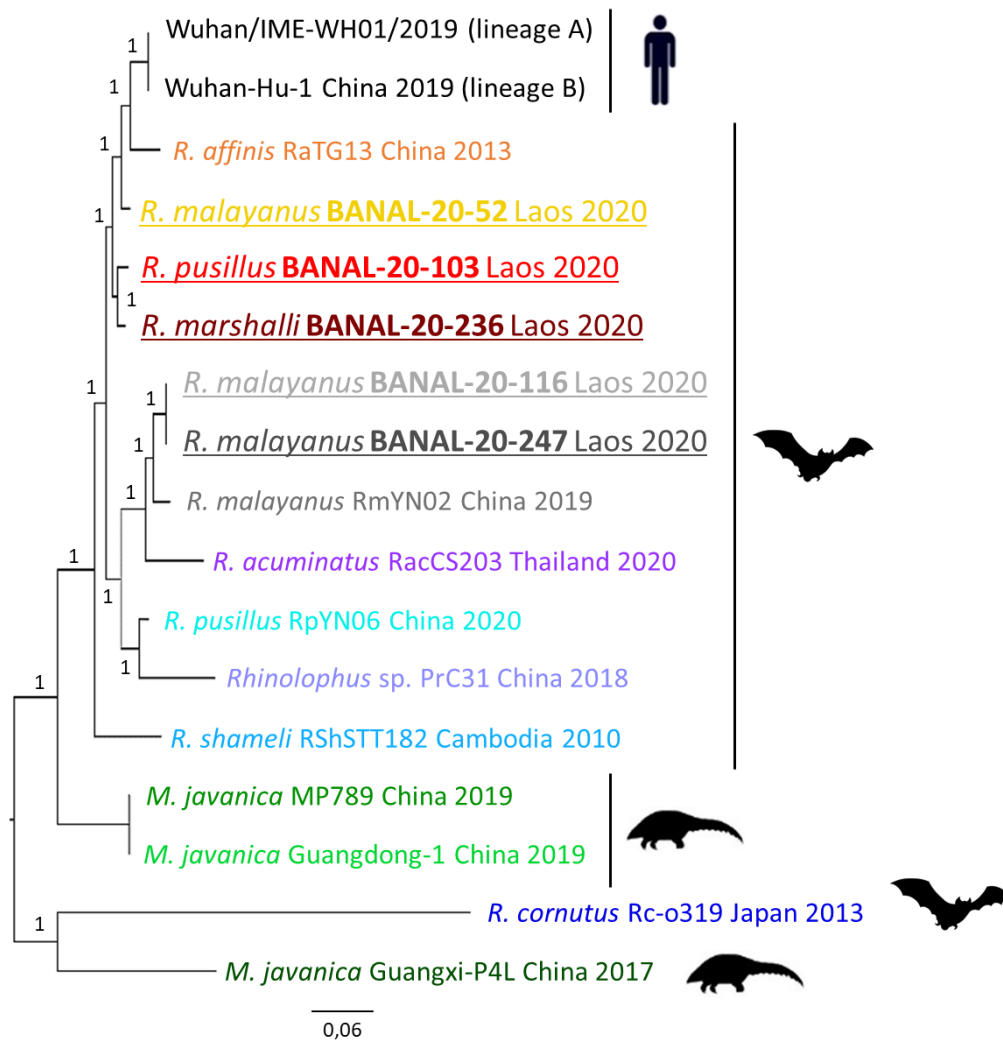 Wuhan/IME-WH01/2019 (lineage A)
1
Wuhan-Hu-1 China 2019 (lineage B)
1
1
R. affinis RaTG13 China 2013
1
R. malayanus BANAL-20-52 Laos 2020
R. pusillus BANAL-20-103 Laos 2020
1
R. marshalli BANAL-20-236 Laos 2020
1
R. malayanus BANAL-20-116 Laos 2020
1
1
R. malayanus BANAL-20-247 Laos 2020
R. malayanus RmYN02 China 2019
1
R. acuminatus RacCS203 Thailand 2020
1
1
R. pusillus RpYN06 China 2020
1
Rhinolophus sp. PrC31 China 2018
1
R. shameli RShSTT182 Cambodia 2010
M. javanica MP789 China 2019
M. javanica Guangdong-1 China 2019
R. cornutus Rc-o319 Japan 2013
1
M. javanica Guangxi-P4L China 2017
0,06